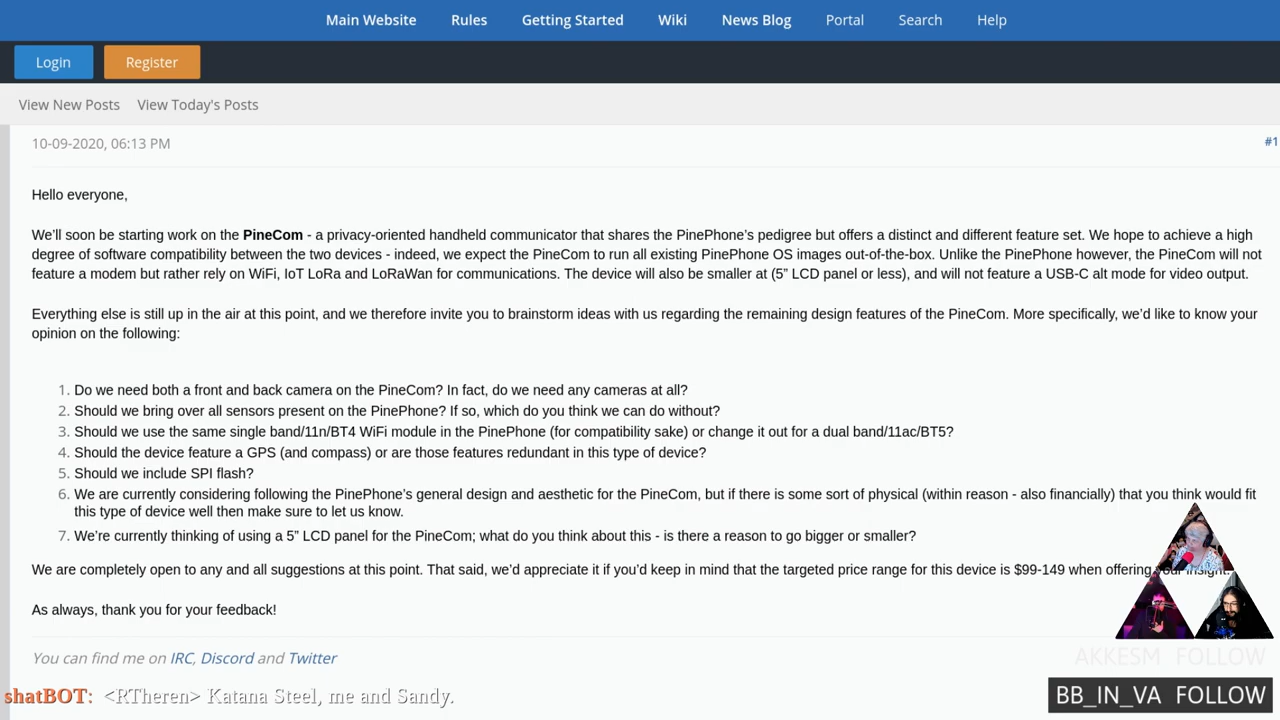 Main Website Rules Getting Started Wiki News Blog Portal Search Help
Login Register
View New Posts View Today's Posts
10-09-2020, 06:13 PM #1
Hello everyone,
We’ll soon be starting work on the PineCom - a privacy-oriented handheld communicator that shares the PinePhone’s pedigree but offers a distinct and different feature set. We hope to achieve a high
degree of software compatibility between the two devices - indeed, we expect the PineCom to run all existing PinePhone OS images out-of-the-box. Unlike the PinePhone however, the PineCom will not
feature a modem but rather rely on WiFi, IoT LoRa and LoRaWan for communications. The device will also be smaller at (5” LCD panel or less), and will not feature a USB-C alt mode for video output.
Everything else is still up in the air at this point, and we therefore invite you to brainstorm ideas with us regarding the remaining design features of the PineCom. More specifically, we’d like to know your
opinion on the following:
1. Do we need both a front and back camera on the PineCom? In fact, do we need any cameras at all?
2. Should we bring over all sensors present on the PinePhone? If so, which do you think we can do without?
3. Should we use the same single band/11n/BT4 WiFi module in the PinePhone (for compatibility sake) or change it out for a dual band/11ac/BT5?
4. Should the device feature a GPS (and compass) or are those features redundant in this type of device?
5. Should we include SPI flash?
6. We are currently considering following the PinePhone’s general design and aesthetic for the PineCom, but if there is some sort of physical (within reason - also financially) that you think would fit
this type of device well then make sure to let us know.
7. We’re currently thinking of using a 5” LCD panel for the PineCom; what do you think about this - is there a reason to go bigger or smaller?
We are completely open to any and all suggestions at this point. That said, we’d appreciate it if you’d keep in mind that the targeted price range for this device is $99-149 when offering your insight.
As always, thank you for your feedback!
You can find me on IRC, Discord and Twitter
AKKESM FOLLOW
shatBOT: <RTheren> Katana Steel, me and Sandy.
BB_IN_VA FOLLOW